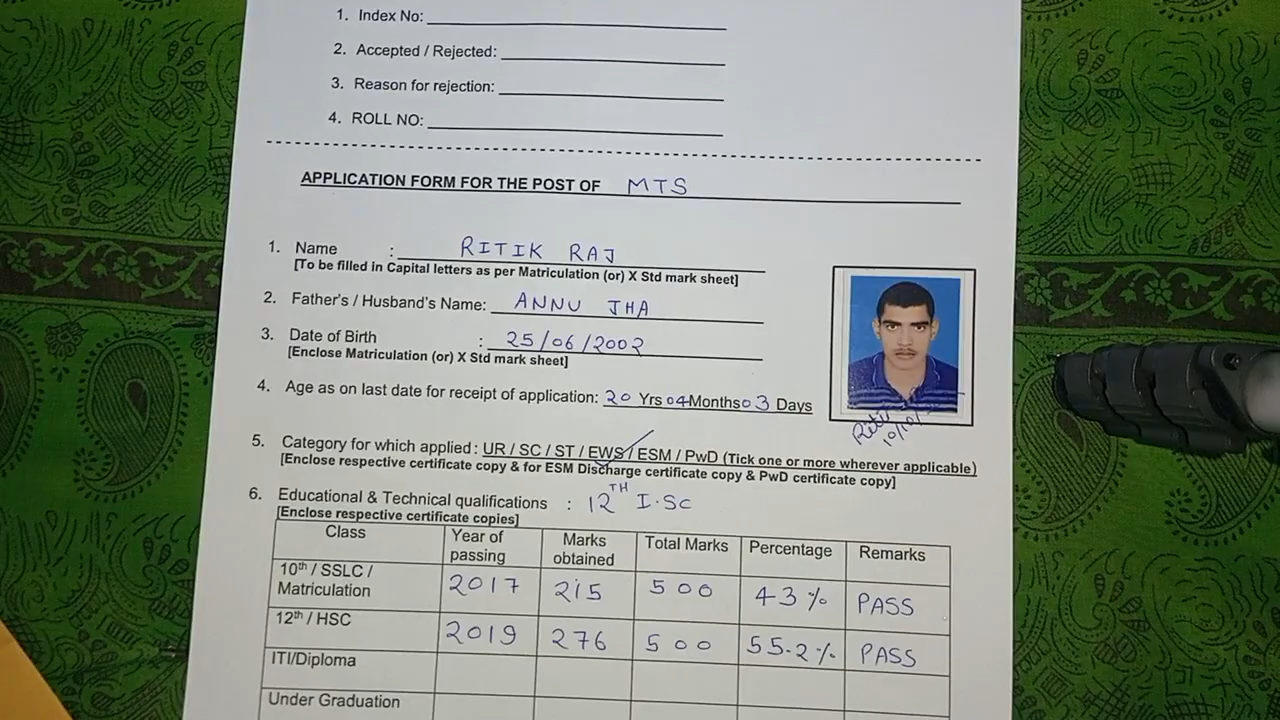 1. Index No:
2. Accepted / Rejected:
3. Reason for rejection:
4. ROLL NO:
APPLICATION FORM FOR THE POST OF MTS
1. Name : RITIK RAJ
[To be filled in Capital letters as per Matriculation (or) X Std mark sheet]
2. Father's / Husband's Name: ANNU JHA
3. Date of Birth : 25/06/2002
[Enclose Matriculation (or) X Std mark sheet]
4. Age as on last date for receipt of application: 20 Yrs 04 Months 03 Days
5. Category for which applied : UR / SC / ST / EWS / ESM / PwD (Tick one or more wherever applicable)
[Enclose respective certificate copy & for ESM Discharge certificate copy & PwD certificate copy]
6. Educational & Technical qualifications : 12TH I.SC
[Enclose respective certificate copies]
Class Year of passing Marks obtained Total Marks Percentage Remarks
10th / SSLC / Matriculation 2017 215 500 43% PASS
12th / HSC 2019 276 500 55.2% PASS
ITI/Diploma
Under Graduation